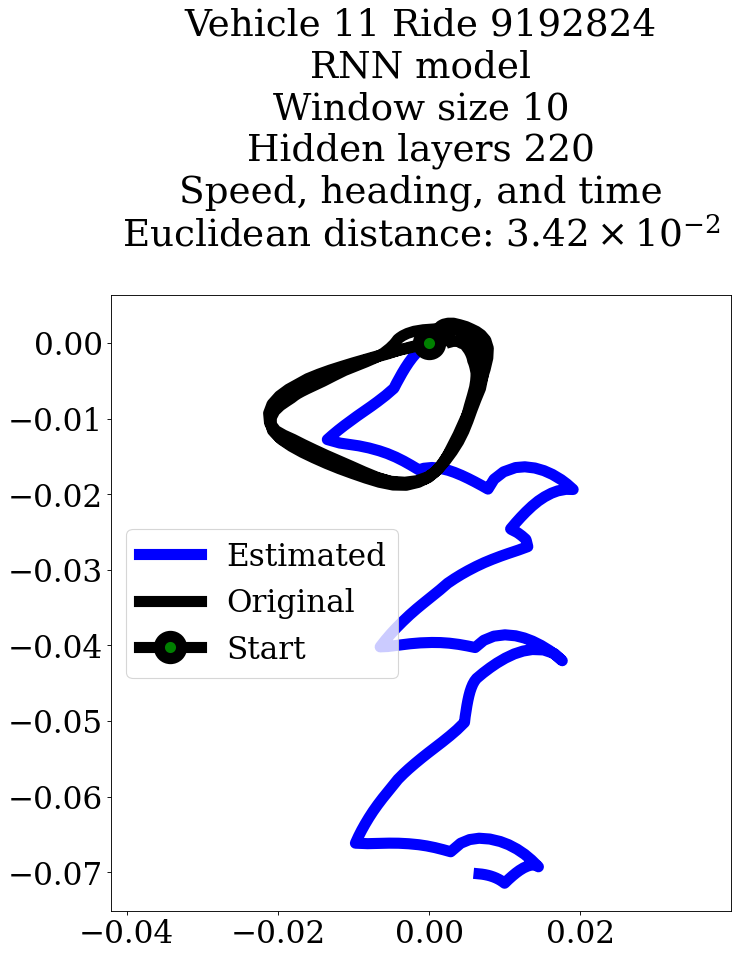 Vehicle 11 Ride 9192824
RNN model
Window size 10
Hidden layers 220
Speed, heading, and time
Euclidean distance: 3.42 × 10⁻²
0.00
−0.01
−0.02
−0.03
−0.04
−0.05
−0.06
−0.07
Estimated
Original
Start
−0.04 −0.02 0.00 0.02